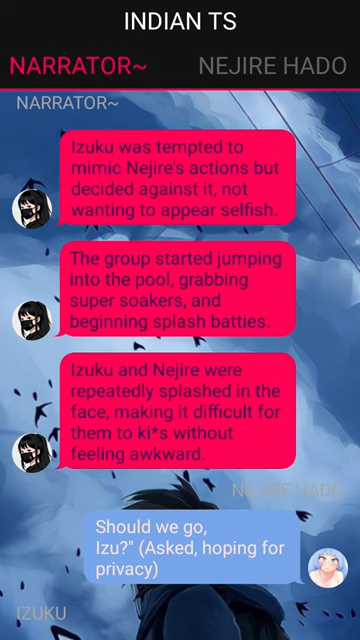 INDIAN TS
NARRATOR~ NEJIRE HADO
NARRATOR~
Izuku was tempted to
mimic Nejire's actions but
decided against it, not
wanting to appear selfish.
The group started jumping
into the pool, grabbing
super soakers, and
beginning splash battles.
Izuku and Nejire were
repeatedly splashed in the
face, making it difficult for
them to ki*s without
feeling awkward.
NEJIRE HADO
Should we go,
Izu?" (Asked, hoping for
privacy)
IZUKU